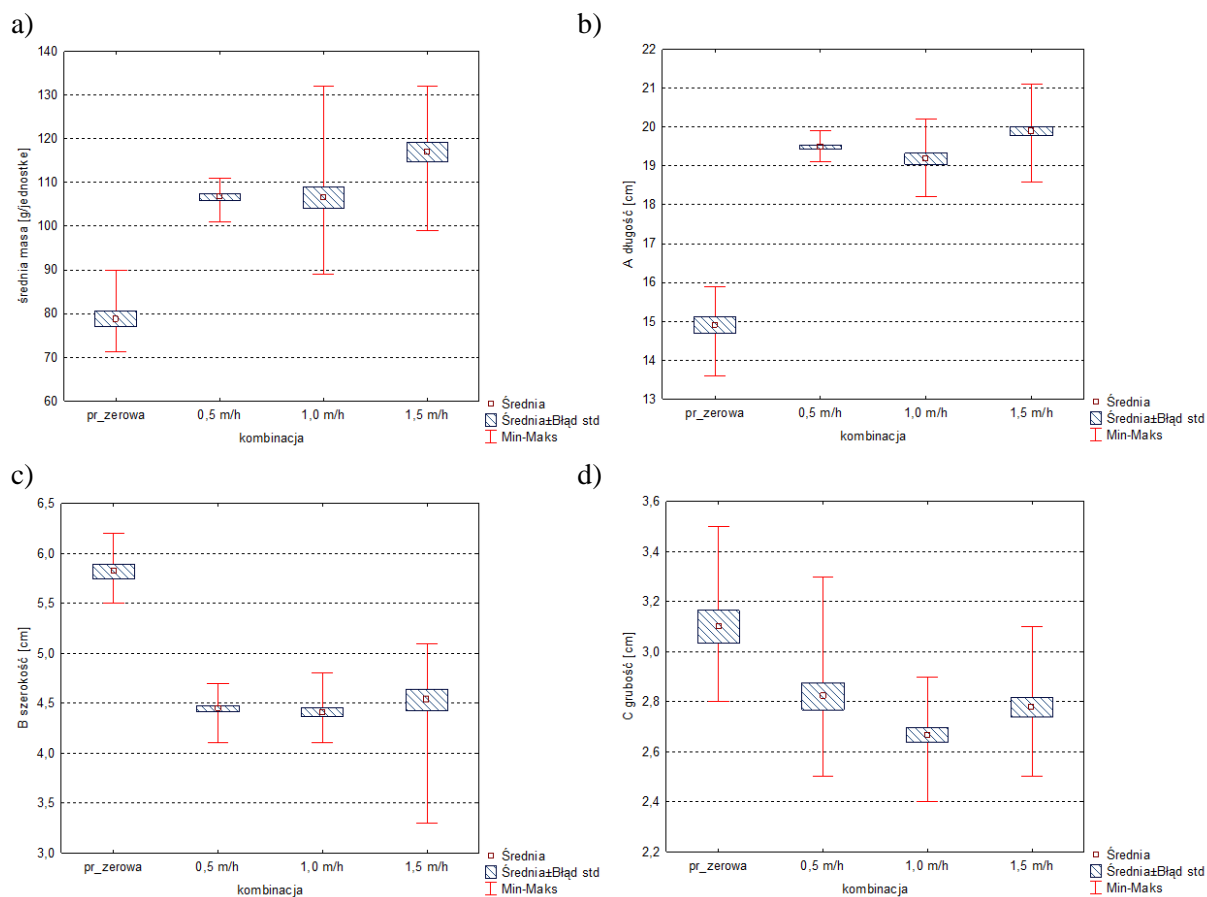 a)
140
130
120
110
100
90
80
70
60
średnia masa [g/jednostkę]
pr_zerowa 0,5 m/h 1,0 m/h 1,5 m/h
kombinacja
Średnia
Średnia±Błąd std
Min-Maks
b)
22
21
20
19
18
17
16
15
14
13
A długość [cm]
pr_zerowa 0,5 m/h 1,0 m/h 1,5 m/h
kombinacja
Średnia
Średnia±Błąd std
Min-Maks
c)
6,5
6,0
5,5
5,0
4,5
4,0
3,5
3,0
B szerokość [cm]
pr_zerowa 0,5 m/h 1,0 m/h 1,5 m/h
kombinacja
Średnia
Średnia±Błąd std
Min-Maks
d)
3,6
3,4
3,2
3,0
2,8
2,6
2,4
2,2
C grubość [cm]
pr_zerowa 0,5 m/h 1,0 m/h 1,5 m/h
kombinacja
Średnia
Średnia±Błąd std
Min-Maks